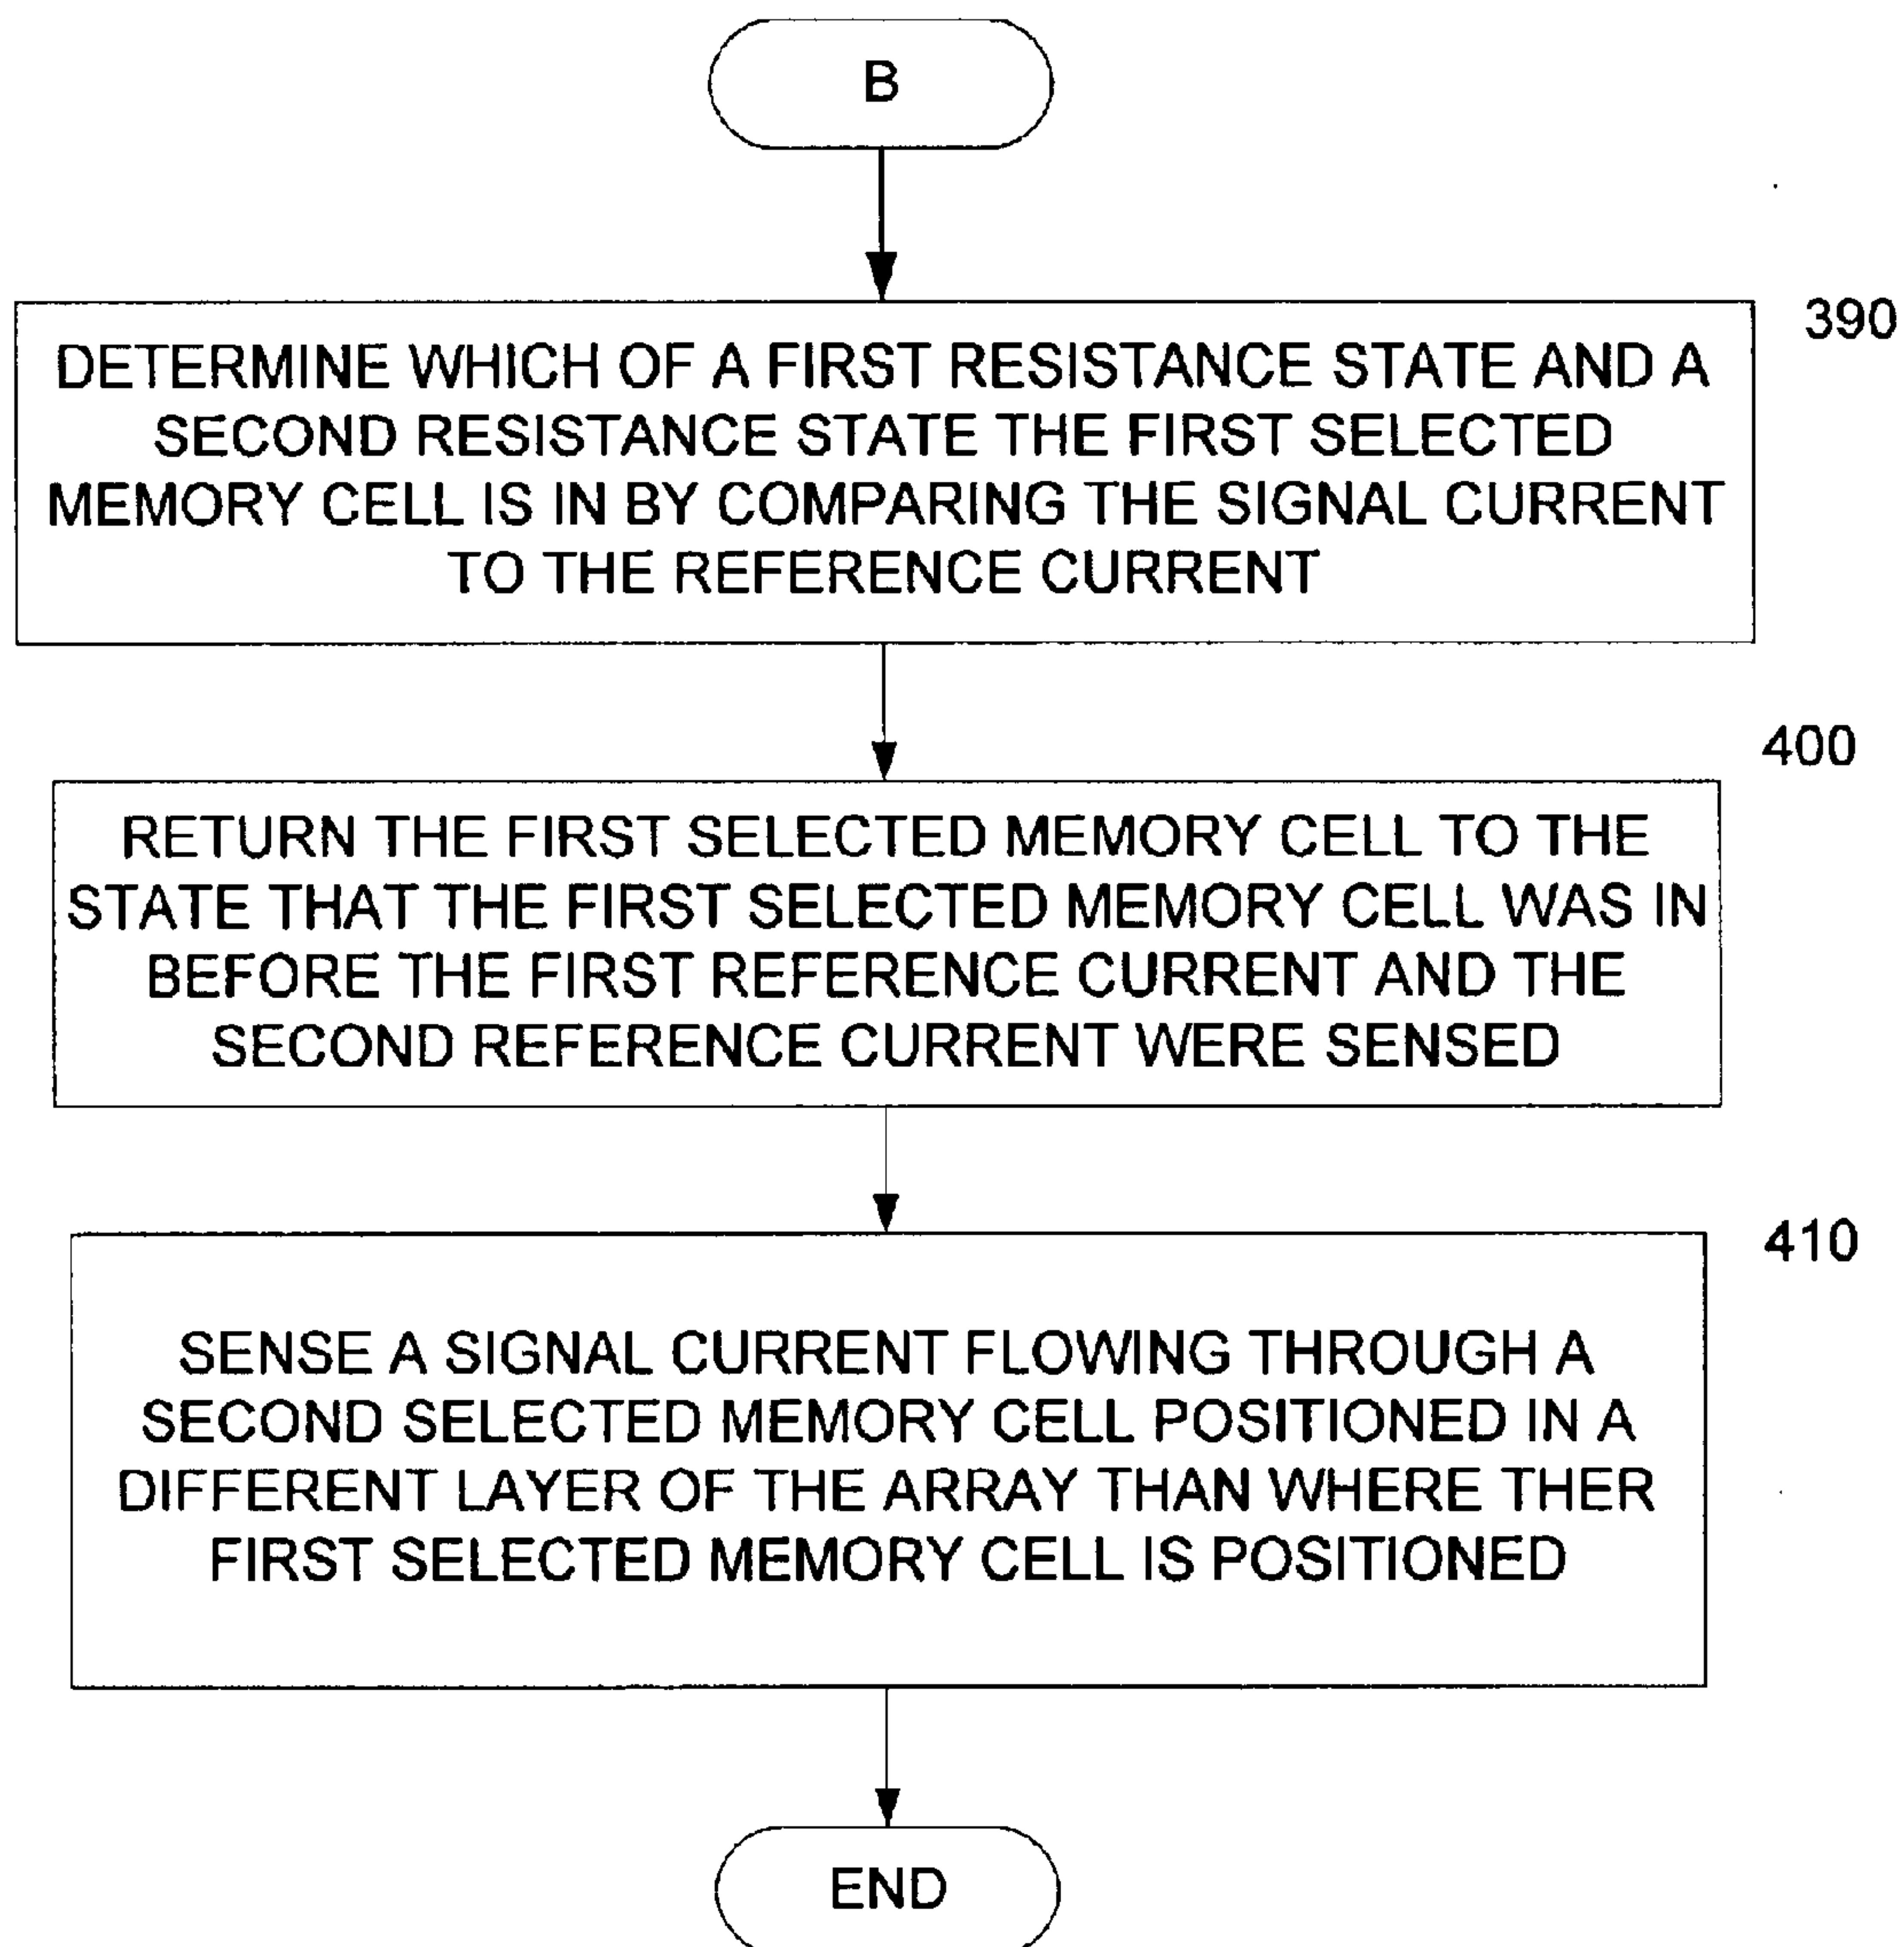 B
390
DETERMINE WHICH OF A FIRST RESISTANCE STATE AND A
SECOND RESISTANCE STATE THE FIRST SELECTED
MEMORY CELL IS IN BY COMPARING THE SIGNAL CURRENT
TO THE REFERENCE CURRENT
400
RETURN THE FIRST SELECTED MEMORY CELL TO THE
STATE THAT THE FIRST SELECTED MEMORY CELL WAS IN
BEFORE THE FIRST REFERENCE CURRENT AND THE
SECOND REFERENCE CURRENT WERE SENSED
410
SENSE A SIGNAL CURRENT FLOWING THROUGH A
SECOND SELECTED MEMORY CELL POSITIONED IN A
DIFFERENT LAYER OF THE ARRAY THAN WHERE THER
FIRST SELECTED MEMORY CELL IS POSITIONED
END